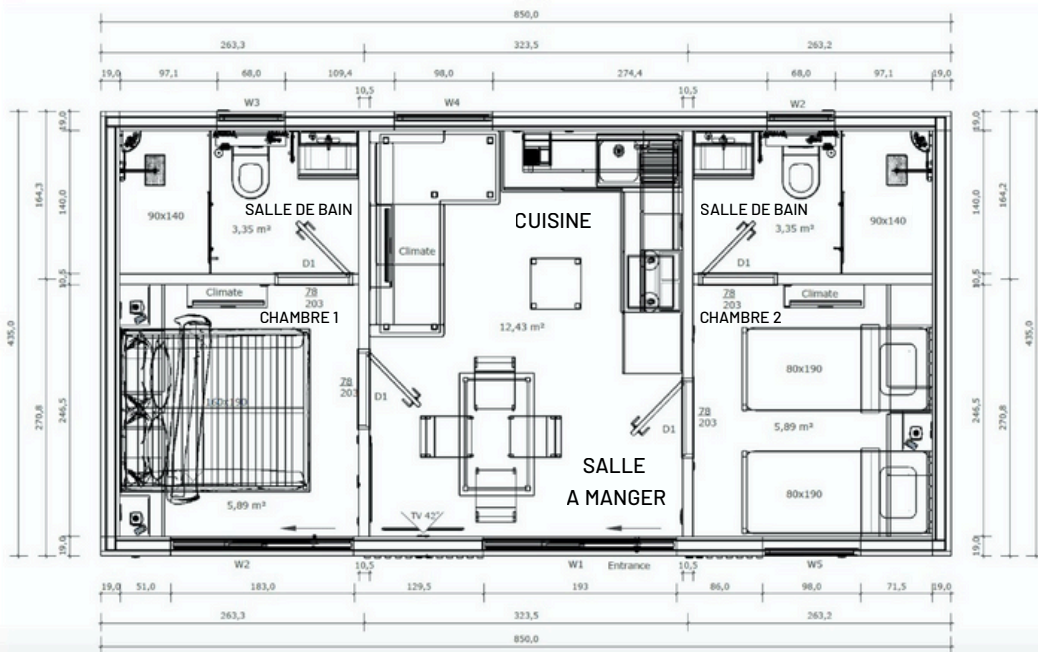 850,0
263,3 323,5 263,2
19,0 97,1 68,0 109,4 98,0 274,4 68,0 97,1 19,0
10,5 10,5
W3 W4 W2
435,0
164,3
270,8
19,0
140,0
10,5
246,5
19,0
90x140
SALLE DE BAIN
3,35 m²
D1
Climate
CUISINE
SALLE DE BAIN
3,35 m²
D1
90x140
Climate
78
203
CHAMBRE 1
160x190
5,89 m²
78
203
D1
12,43 m²
D1
SALLE
A MANGER
TV 42"
78
203
Climate
CHAMBRE 2
80x190
78
203
5,89 m²
80x190
19,0
140,0
10,5
246,5
19,0
164,2
270,8
435,0
W2 W1 Entrance W5
10,5 10,5
19,0 51,0 183,0 129,5 193 86,0 98,0 71,5 19,0
263,3 323,5 263,2
850,0